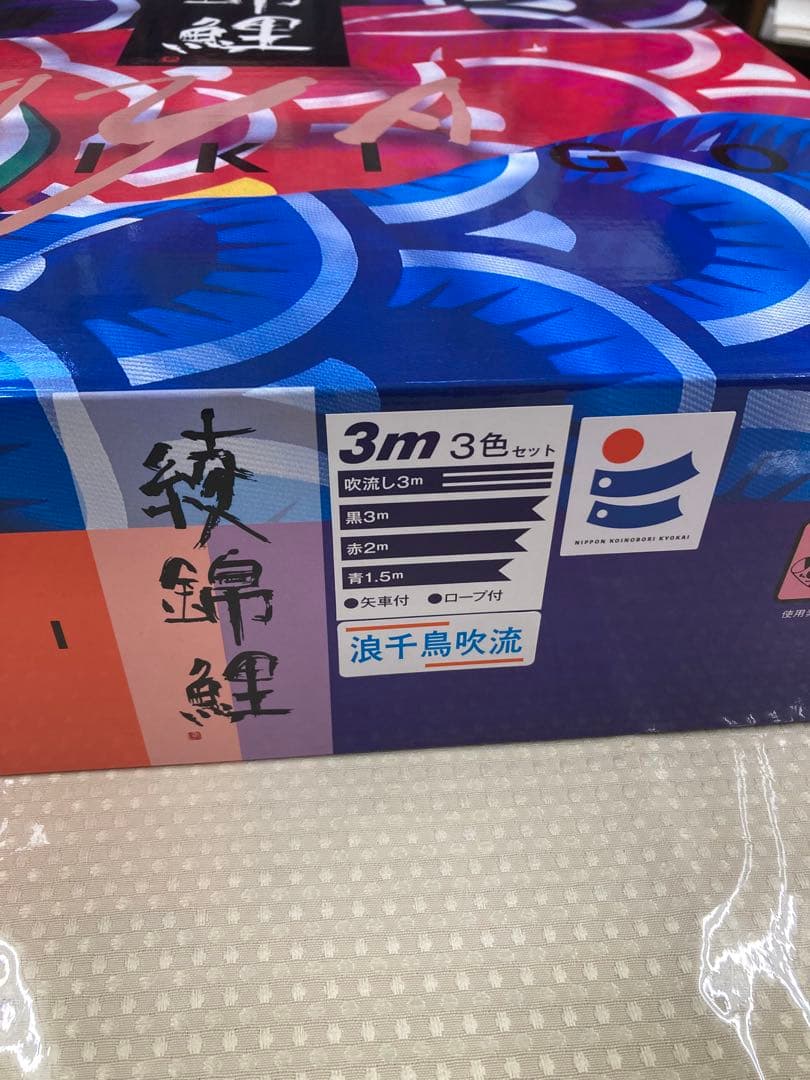 錦鯉
AYA
IKIGO
綾錦鯉
I
3m 3色セット
吹流し3m
黒3m
赤2m
青1.5m
●矢車付 ●ロープ付
浪千鳥吹流
NIPPON KOINOBORI KYOKAI
使用